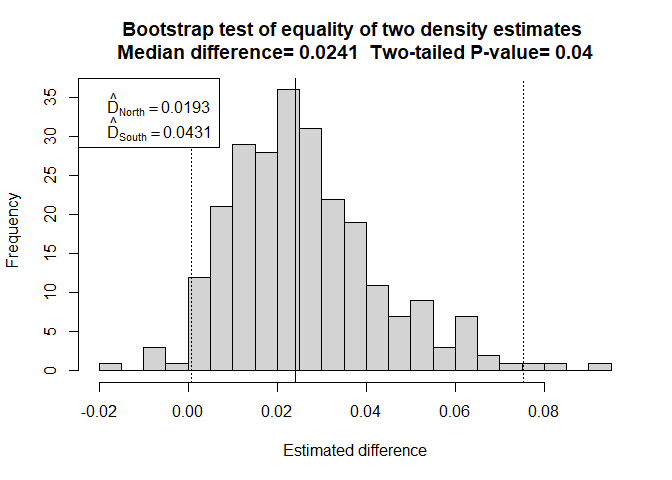 Bootstrap test of equality of two density estimates
Median difference= 0.0241 Two-tailed P-value= 0.04
D̂North = 0.0193
D̂South = 0.0431
Frequency
35
30
25
20
15
10
5
0
-0.02 0.00 0.02 0.04 0.06 0.08
Estimated difference